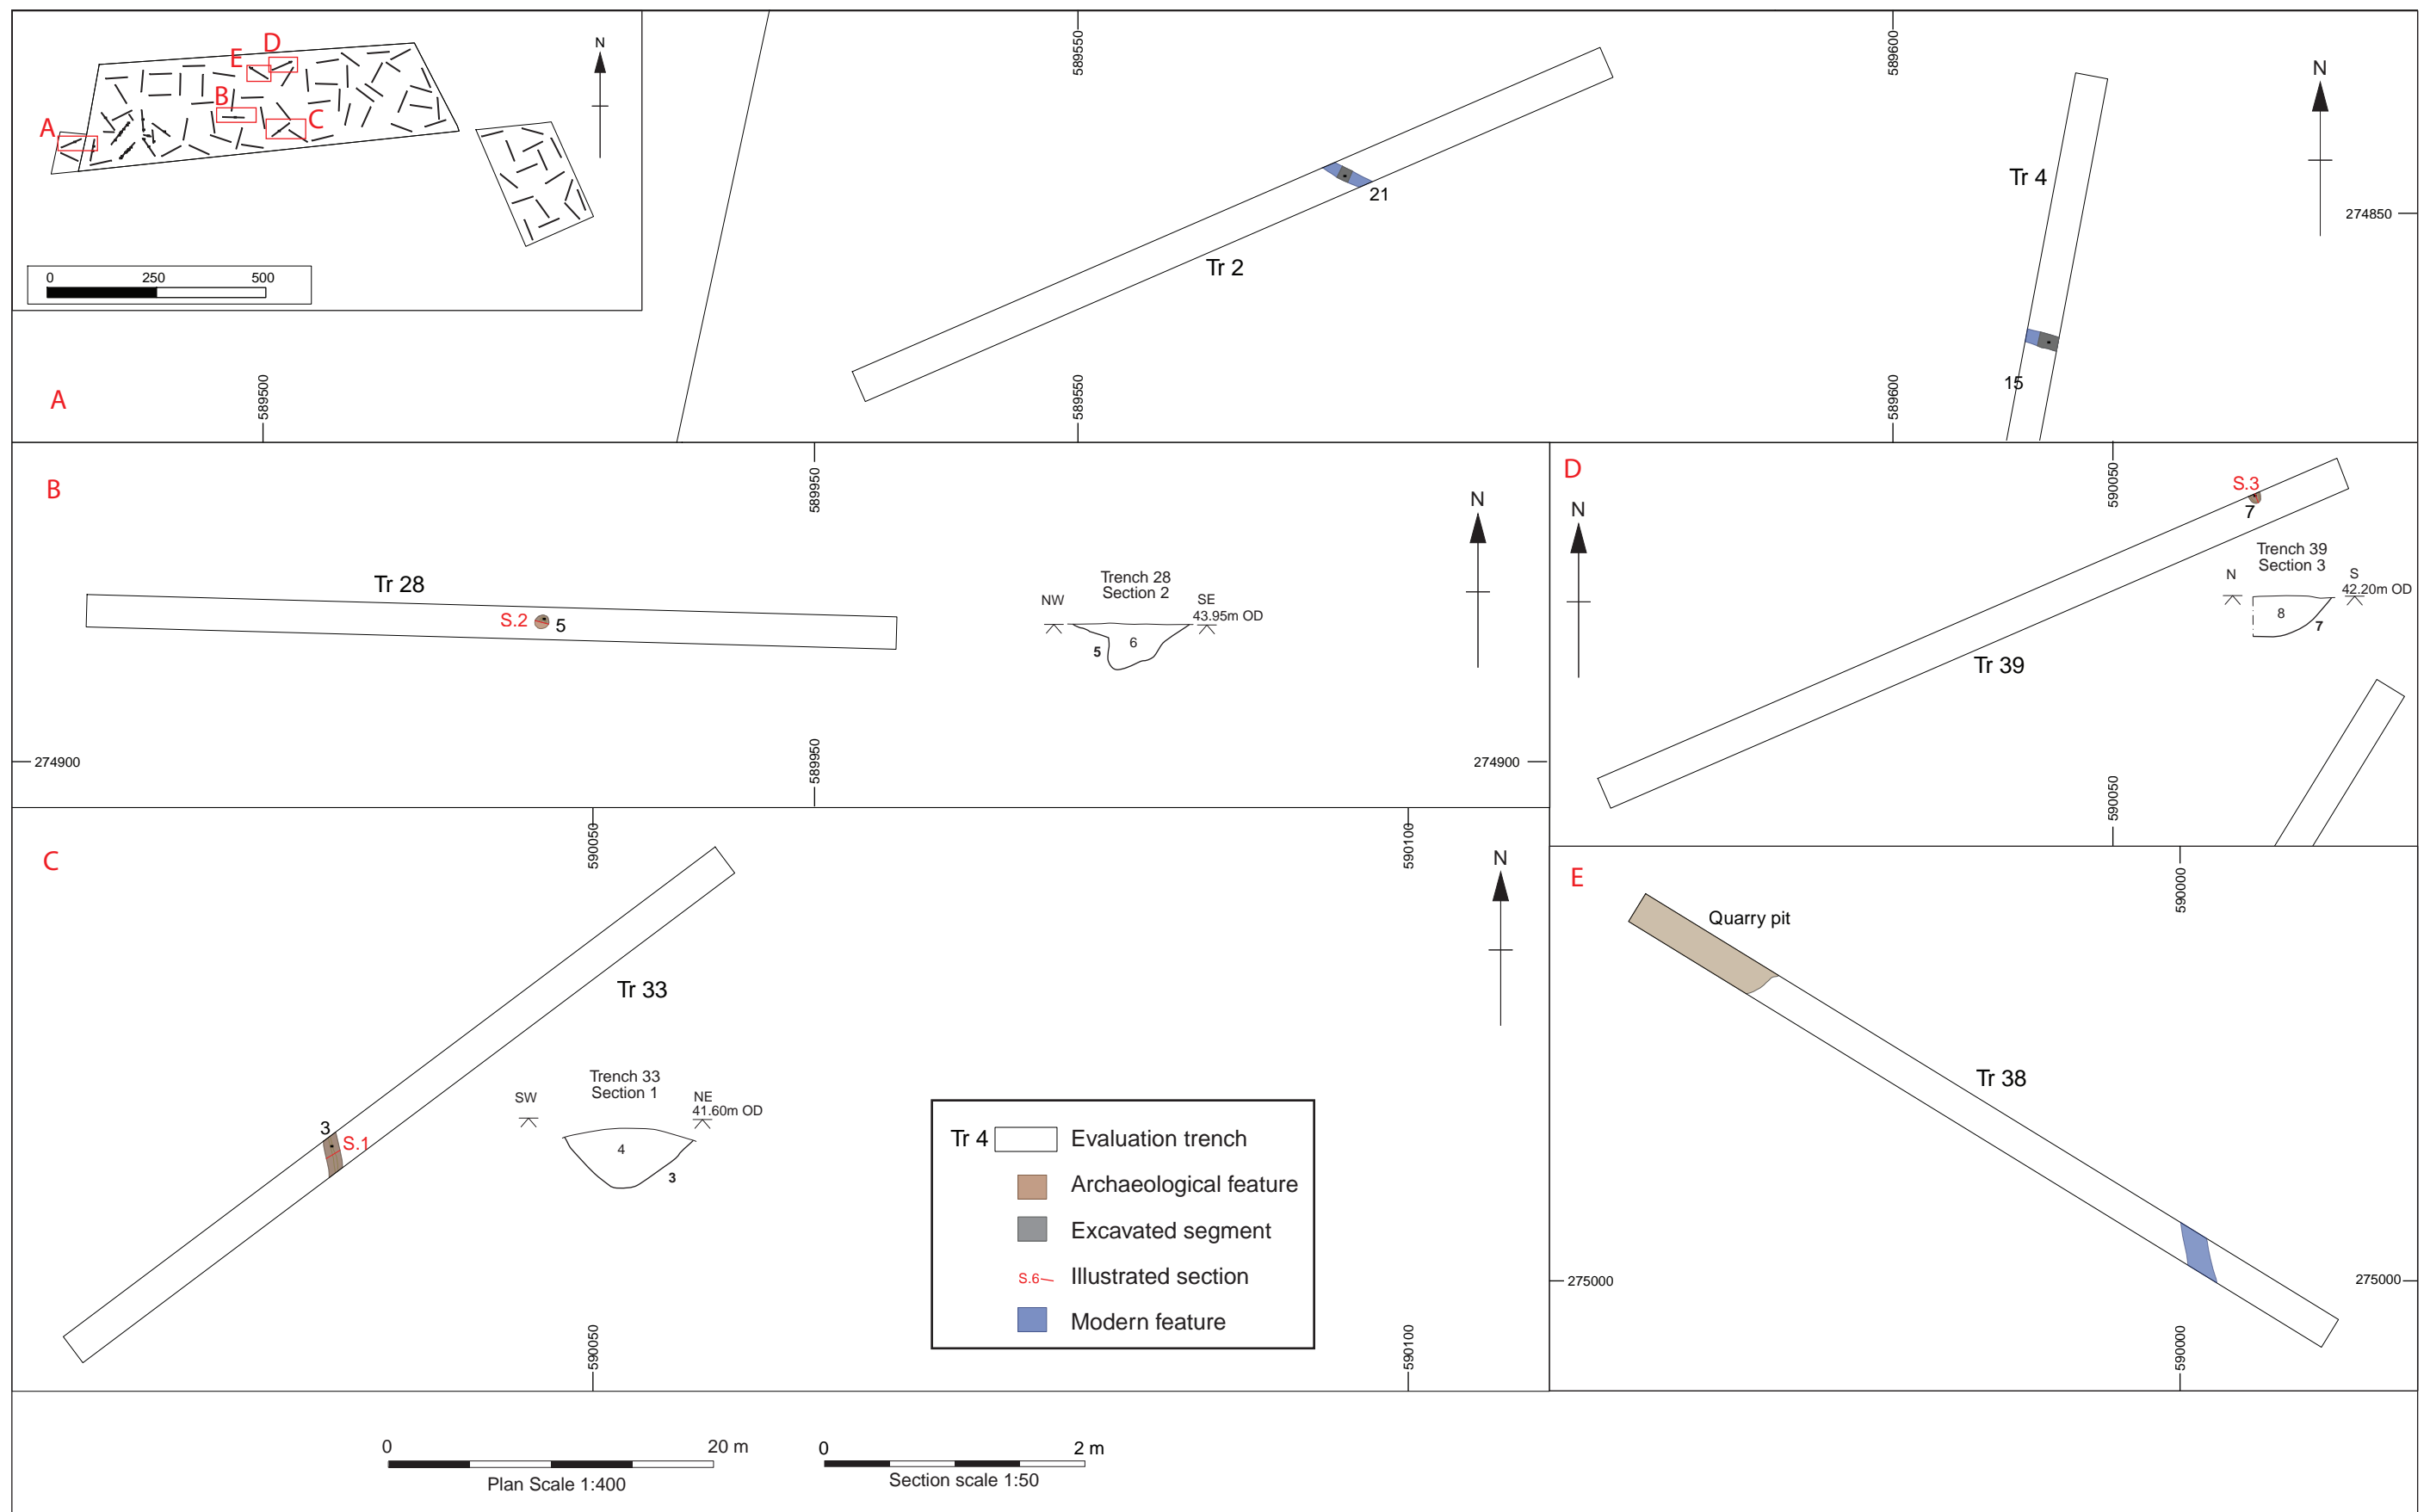 D
E
N
B
A
C
0 250 500
589550
589600
N
Tr 4
274850
21
Tr 2
589500
589550
589600
15
A
B
589950
N
Tr 28
S.2
5
Trench 28
Section 2
NW
SE
43.95m OD
5
6
274900
589950
274900
D
590050
S.3
7
N
Trench 39
Section 3
N
S
42.20m OD
8
7
Tr 39
590050
C
590050
590100
N
Tr 33
3
S.1
Trench 33
Section 1
SW
NE
41.60m OD
4
3
590050
590100
Tr 4 Evaluation trench
Archaeological feature
Excavated segment
S.6 Illustrated section
Modern feature
E
590000
Quarry pit
Tr 38
275000
275000
590000
0 20 m
Plan Scale 1:400
0 2 m
Section scale 1:50